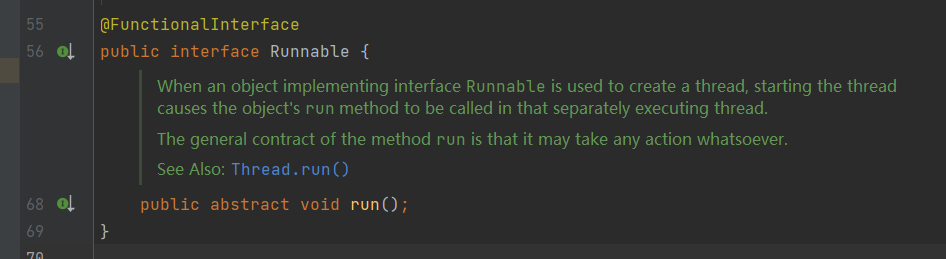 55 @FunctionalInterface
56 public interface Runnable {
When an object implementing interface Runnable is used to create a thread, starting the thread
causes the object's run method to be called in that separately executing thread.
The general contract of the method run is that it may take any action whatsoever.
See Also: Thread.run()
68 public abstract void run();
69 }
70